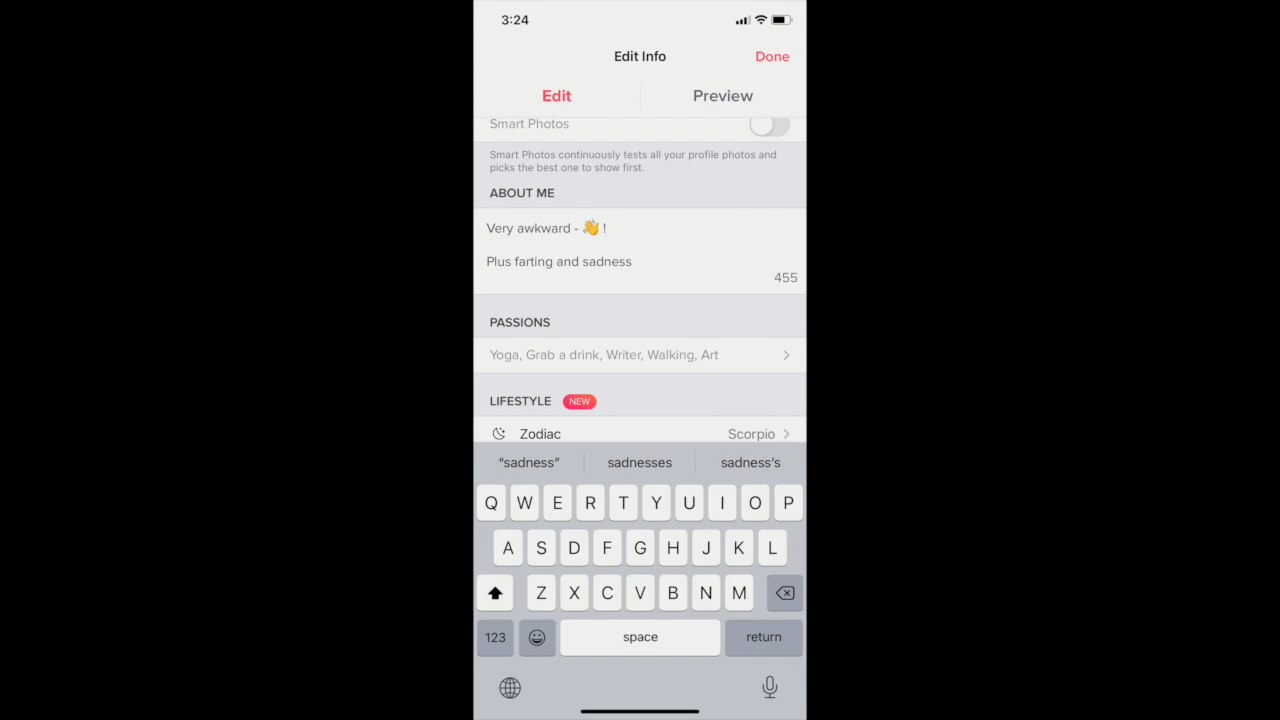 3:24
Edit Info
Done
Edit
Preview
Smart Photos
Smart Photos continuously tests all your profile photos and
picks the best one to show first.
ABOUT ME
Very awkward - 👋 !
Plus farting and sadness
455
PASSIONS
Yoga, Grab a drink, Writer, Walking, Art
LIFESTYLE NEW
Zodiac Scorpio
“sadness” sadnesses sadness’s
Q W E R T Y U I O P
A S D F G H J K L
Z X C V B N M
123 space return